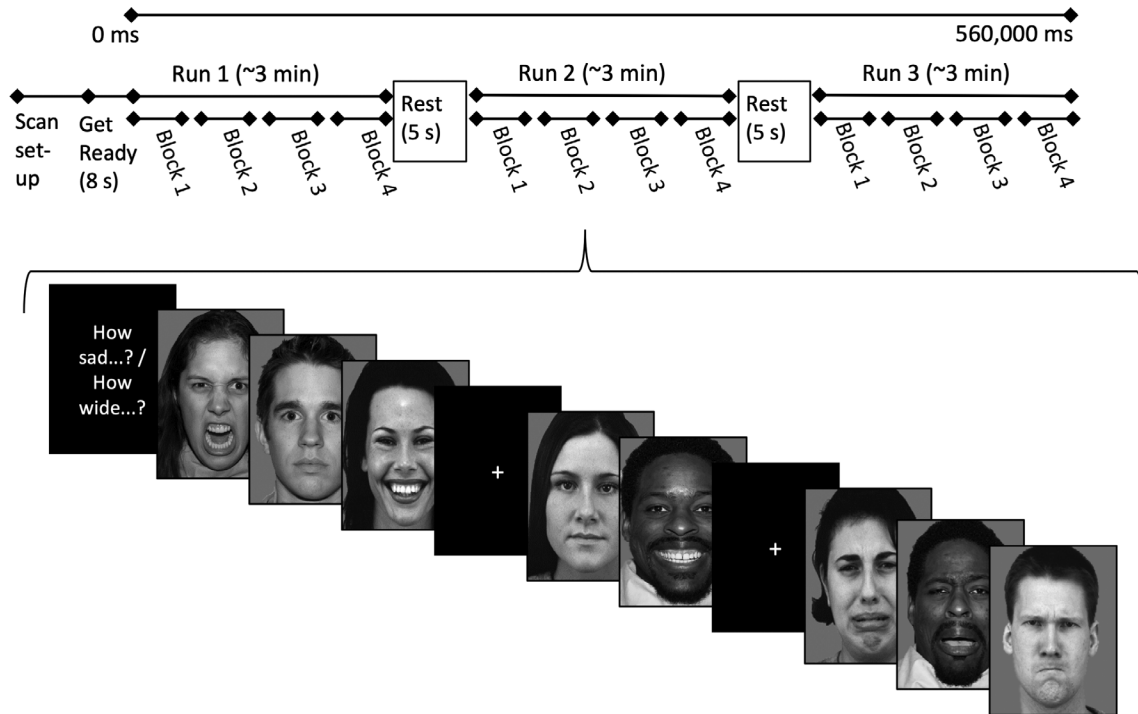 0 ms
560,000 ms
Run 1 (~3 min)
Run 2 (~3 min)
Run 3 (~3 min)
Scan
set-
up
Get
Ready
(8 s)
Block 1
Block 2
Block 3
Block 4
Rest
(5 s)
Block 1
Block 2
Block 3
Block 4
Rest
(5 s)
Block 1
Block 2
Block 3
Block 4
How
sad...? /
How
wide...?
+
+